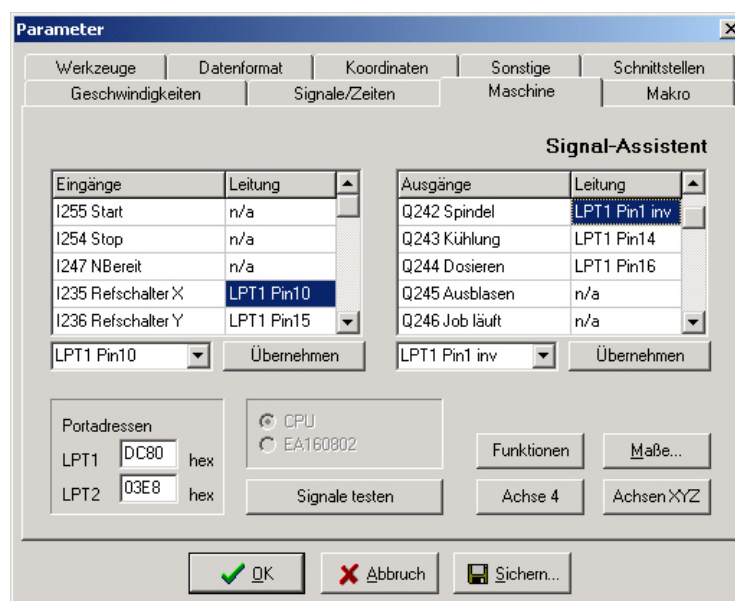 Parameter
Werkzeuge Datenformat Koordinaten Sonstige Schnittstellen
Geschwindigkeiten Signale/Zeiten Maschine Makro
Signal-Assistent
Eingänge Leitung Ausgänge Leitung
I255 Start n/a Q242 Spindel LPT1 Pin1 inv
I254 Stop n/a Q243 Kühlung LPT1 Pin14
I247 NBereit n/a Q244 Dosieren LPT1 Pin16
I235 Refschalter X LPT1 Pin10 Q245 Ausblasen n/a
I236 Refschalter Y LPT1 Pin15 Q246 Job läuft n/a
LPT1 Pin10 Übernehmen LPT1 Pin1 inv Übernehmen
Portadressen
LPT1 DC80 hex
LPT2 03E8 hex
CPU
EA160802
Signale testen
Funktionen Maße...
Achse 4 Achsen XYZ
OK Abbruch Sichern...